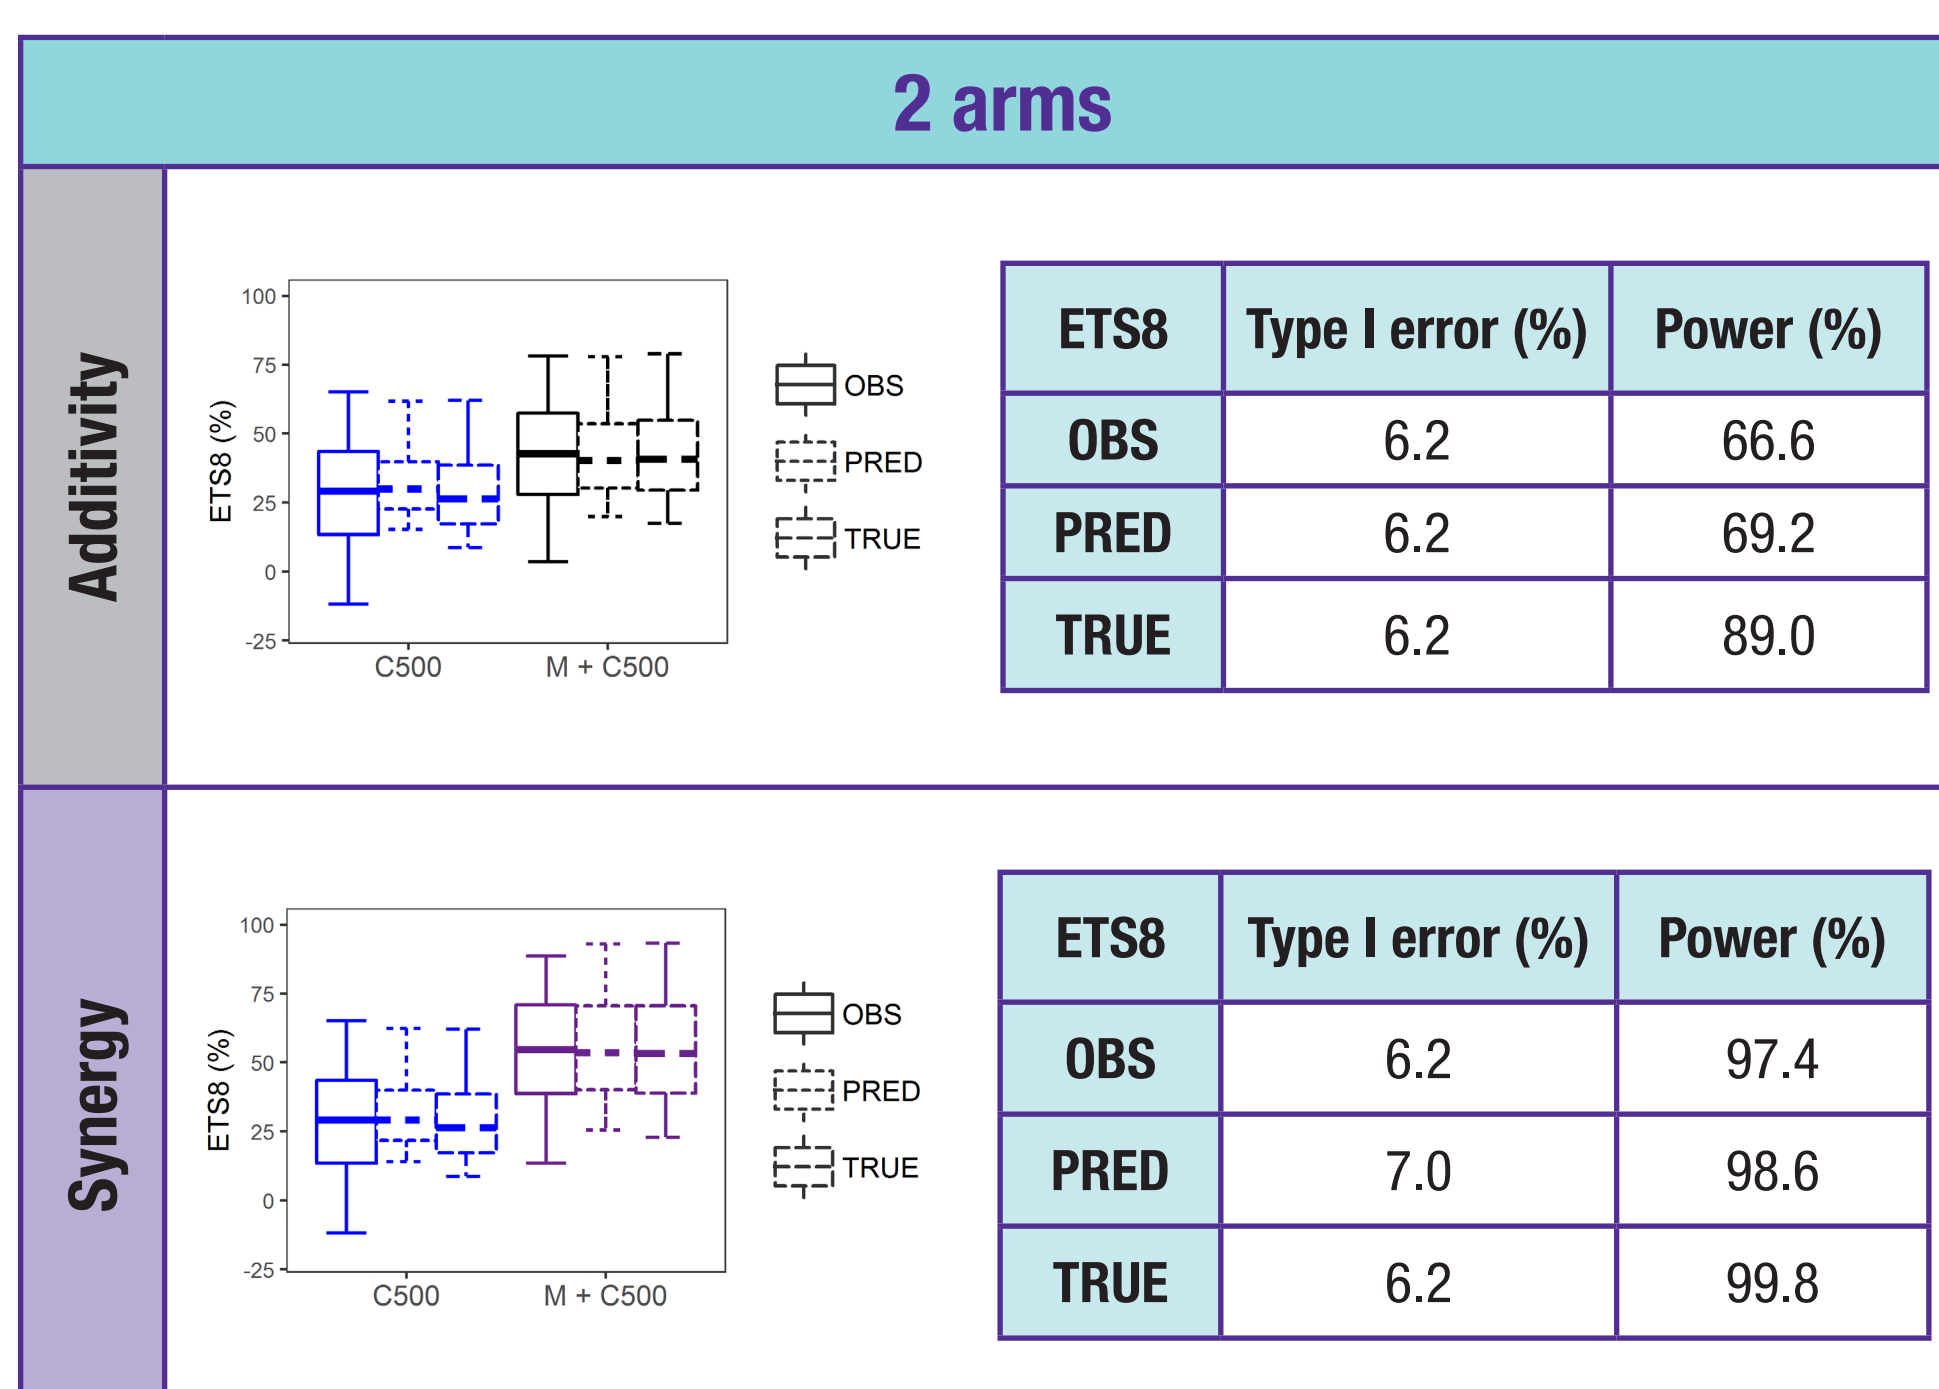 2 arms
Additivity
100
75
50
25
0
-25
ETS8 (%)
C500
M + C500
OBS
PRED
TRUE
ETS8 Type I error (%) Power (%)
OBS 6.2 66.6
PRED 6.2 69.2
TRUE 6.2 89.0
Synergy
100
75
50
25
0
-25
ETS8 (%)
C500
M + C500
OBS
PRED
TRUE
ETS8 Type I error (%) Power (%)
OBS 6.2 97.4
PRED 7.0 98.6
TRUE 6.2 99.8